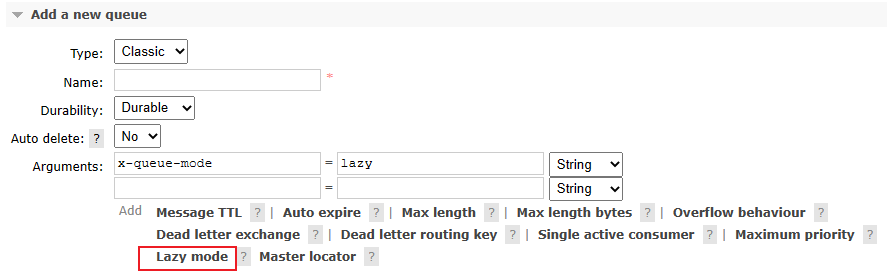 Add a new queue
Type: Classic
Name: *
Durability: Durable
Auto delete: ? No
Arguments: x-queue-mode = lazy String
= String
Add Message TTL ? | Auto expire ? | Max length ? | Max length bytes ? | Overflow behaviour ?
Dead letter exchange ? | Dead letter routing key ? | Single active consumer ? | Maximum priority ?
Lazy mode ? Master locator ?